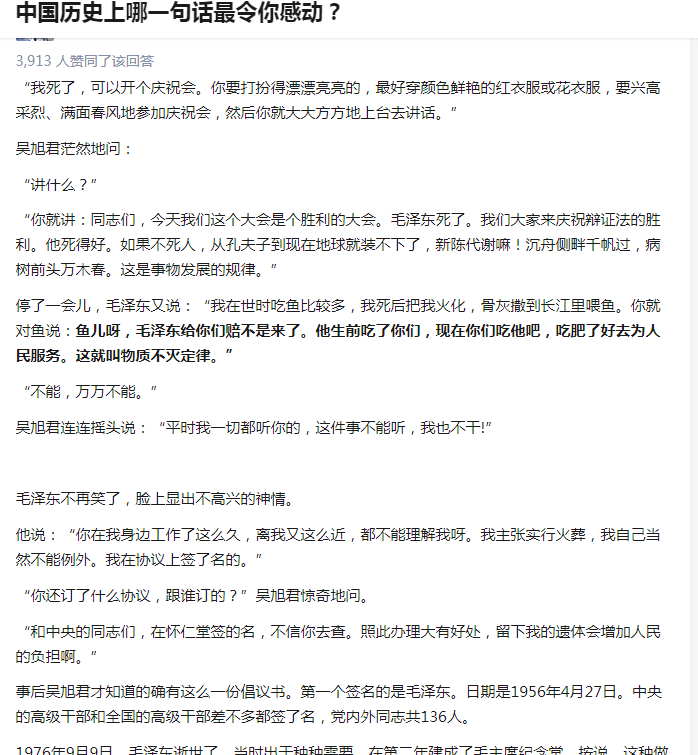 中国历史上哪一句话最令你感动？
3,913 人赞同了该回答
“我死了，可以开个庆祝会。你要打扮得漂漂亮亮的，最好穿颜色鲜艳的红衣服或花衣服，要兴高
采烈、满面春风地参加庆祝会，然后你就大大方方地上台去讲话。”
吴旭君茫然地问：
“讲什么？”
“你就讲：同志们，今天我们这个大会是个胜利的大会。毛泽东死了。我们大家来庆祝辩证法的胜
利。他死得好。如果不死人，从孔夫子到现在地球就装不下了，新陈代谢嘛！沉舟侧畔千帆过，病
树前头万木春。这是事物发展的规律。”
停了一会儿，毛泽东又说：“我在世时吃鱼比较多，我死后把我火化，骨灰撒到长江里喂鱼。你就
对鱼说：鱼儿呀，毛泽东给你们赔不是来了。他生前吃了你们，现在你们吃他吧，吃肥了好去为人
民服务。这就叫物质不灭定律。”
“不能，万万不能。”
吴旭君连连摇头说：“平时我一切都听你的，这件事不能听，我也不干!”
毛泽东不再笑了，脸上显出不高兴的神情。
他说：“你在我身边工作了这么久，离我又这么近，都不能理解我呀。我主张实行火葬，我自己当
然不能例外。我在协议上签了名的。”
“你还订了什么协议，跟谁订的？”吴旭君惊奇地问。
“和中央的同志们，在怀仁堂签的名，不信你去查。照此办理大有好处，留下我的遗体会增加人民
的负担啊。”
事后吴旭君才知道的确有这么一份倡议书。第一个签名的是毛泽东。日期是1956年4月27日。中央
的高级干部和全国的高级干部差不多都签了名，党内外同志共136人。
1976年9月9日，毛泽东逝世了，当时出于种种需要，在第二年建成了毛主席纪念堂。按说，这种做